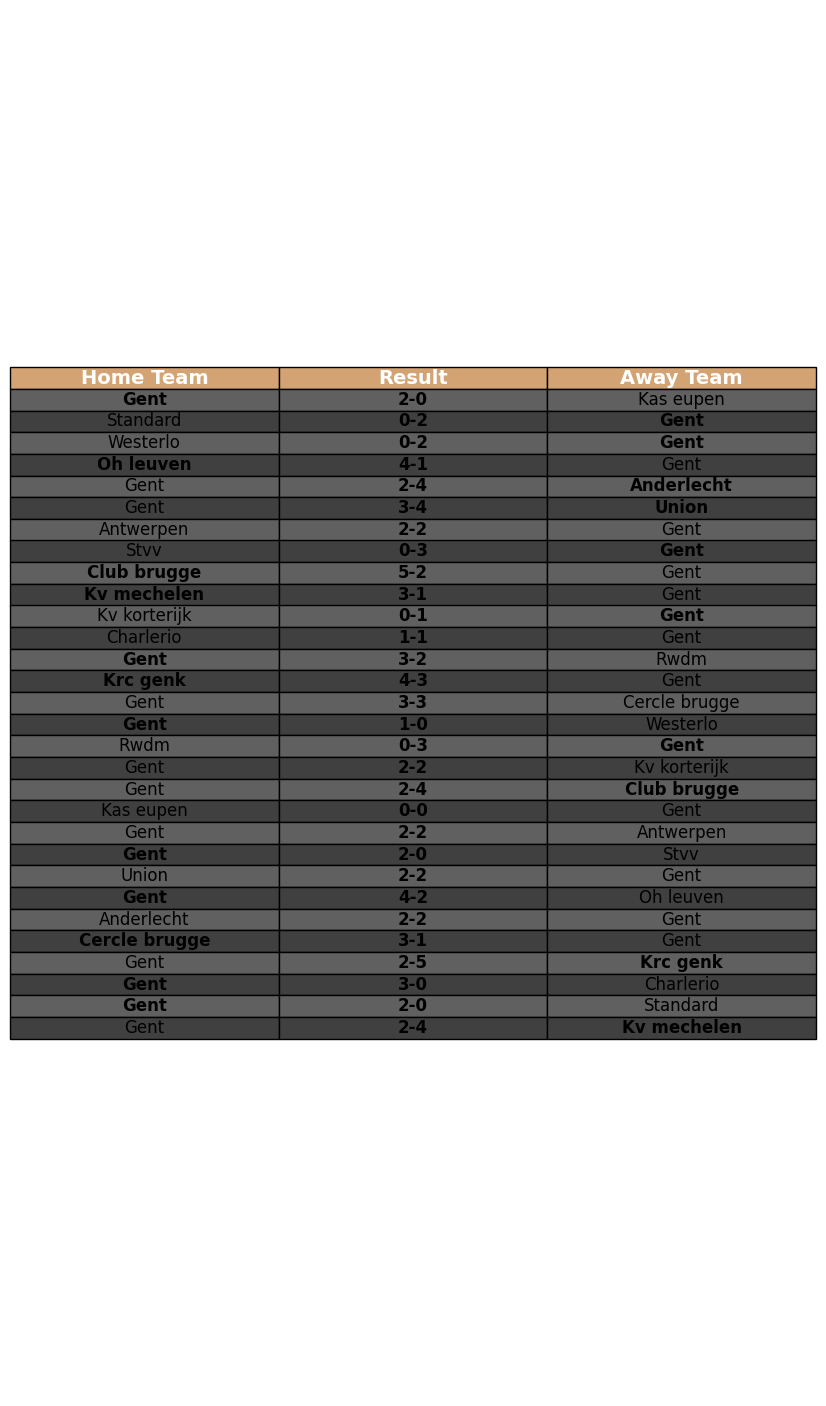 Home Team Result Away Team
Gent 2-0 Kas eupen
Standard 0-2 Gent
Westerlo 0-2 Gent
Oh leuven 4-1 Gent
Gent 2-4 Anderlecht
Gent 3-4 Union
Antwerpen 2-2 Gent
Stvv 0-3 Gent
Club brugge 5-2 Gent
Kv mechelen 3-1 Gent
Kv korterijk 0-1 Gent
Charlerio 1-1 Gent
Gent 3-2 Rwdm
Krc genk 4-3 Gent
Gent 3-3 Cercle brugge
Gent 1-0 Westerlo
Rwdm 0-3 Gent
Gent 2-2 Kv korterijk
Gent 2-4 Club brugge
Kas eupen 0-0 Gent
Gent 2-2 Antwerpen
Gent 2-0 Stvv
Union 2-2 Gent
Gent 4-2 Oh leuven
Anderlecht 2-2 Gent
Cercle brugge 3-1 Gent
Gent 2-5 Krc genk
Gent 3-0 Charlerio
Gent 2-0 Standard
Gent 2-4 Kv mechelen